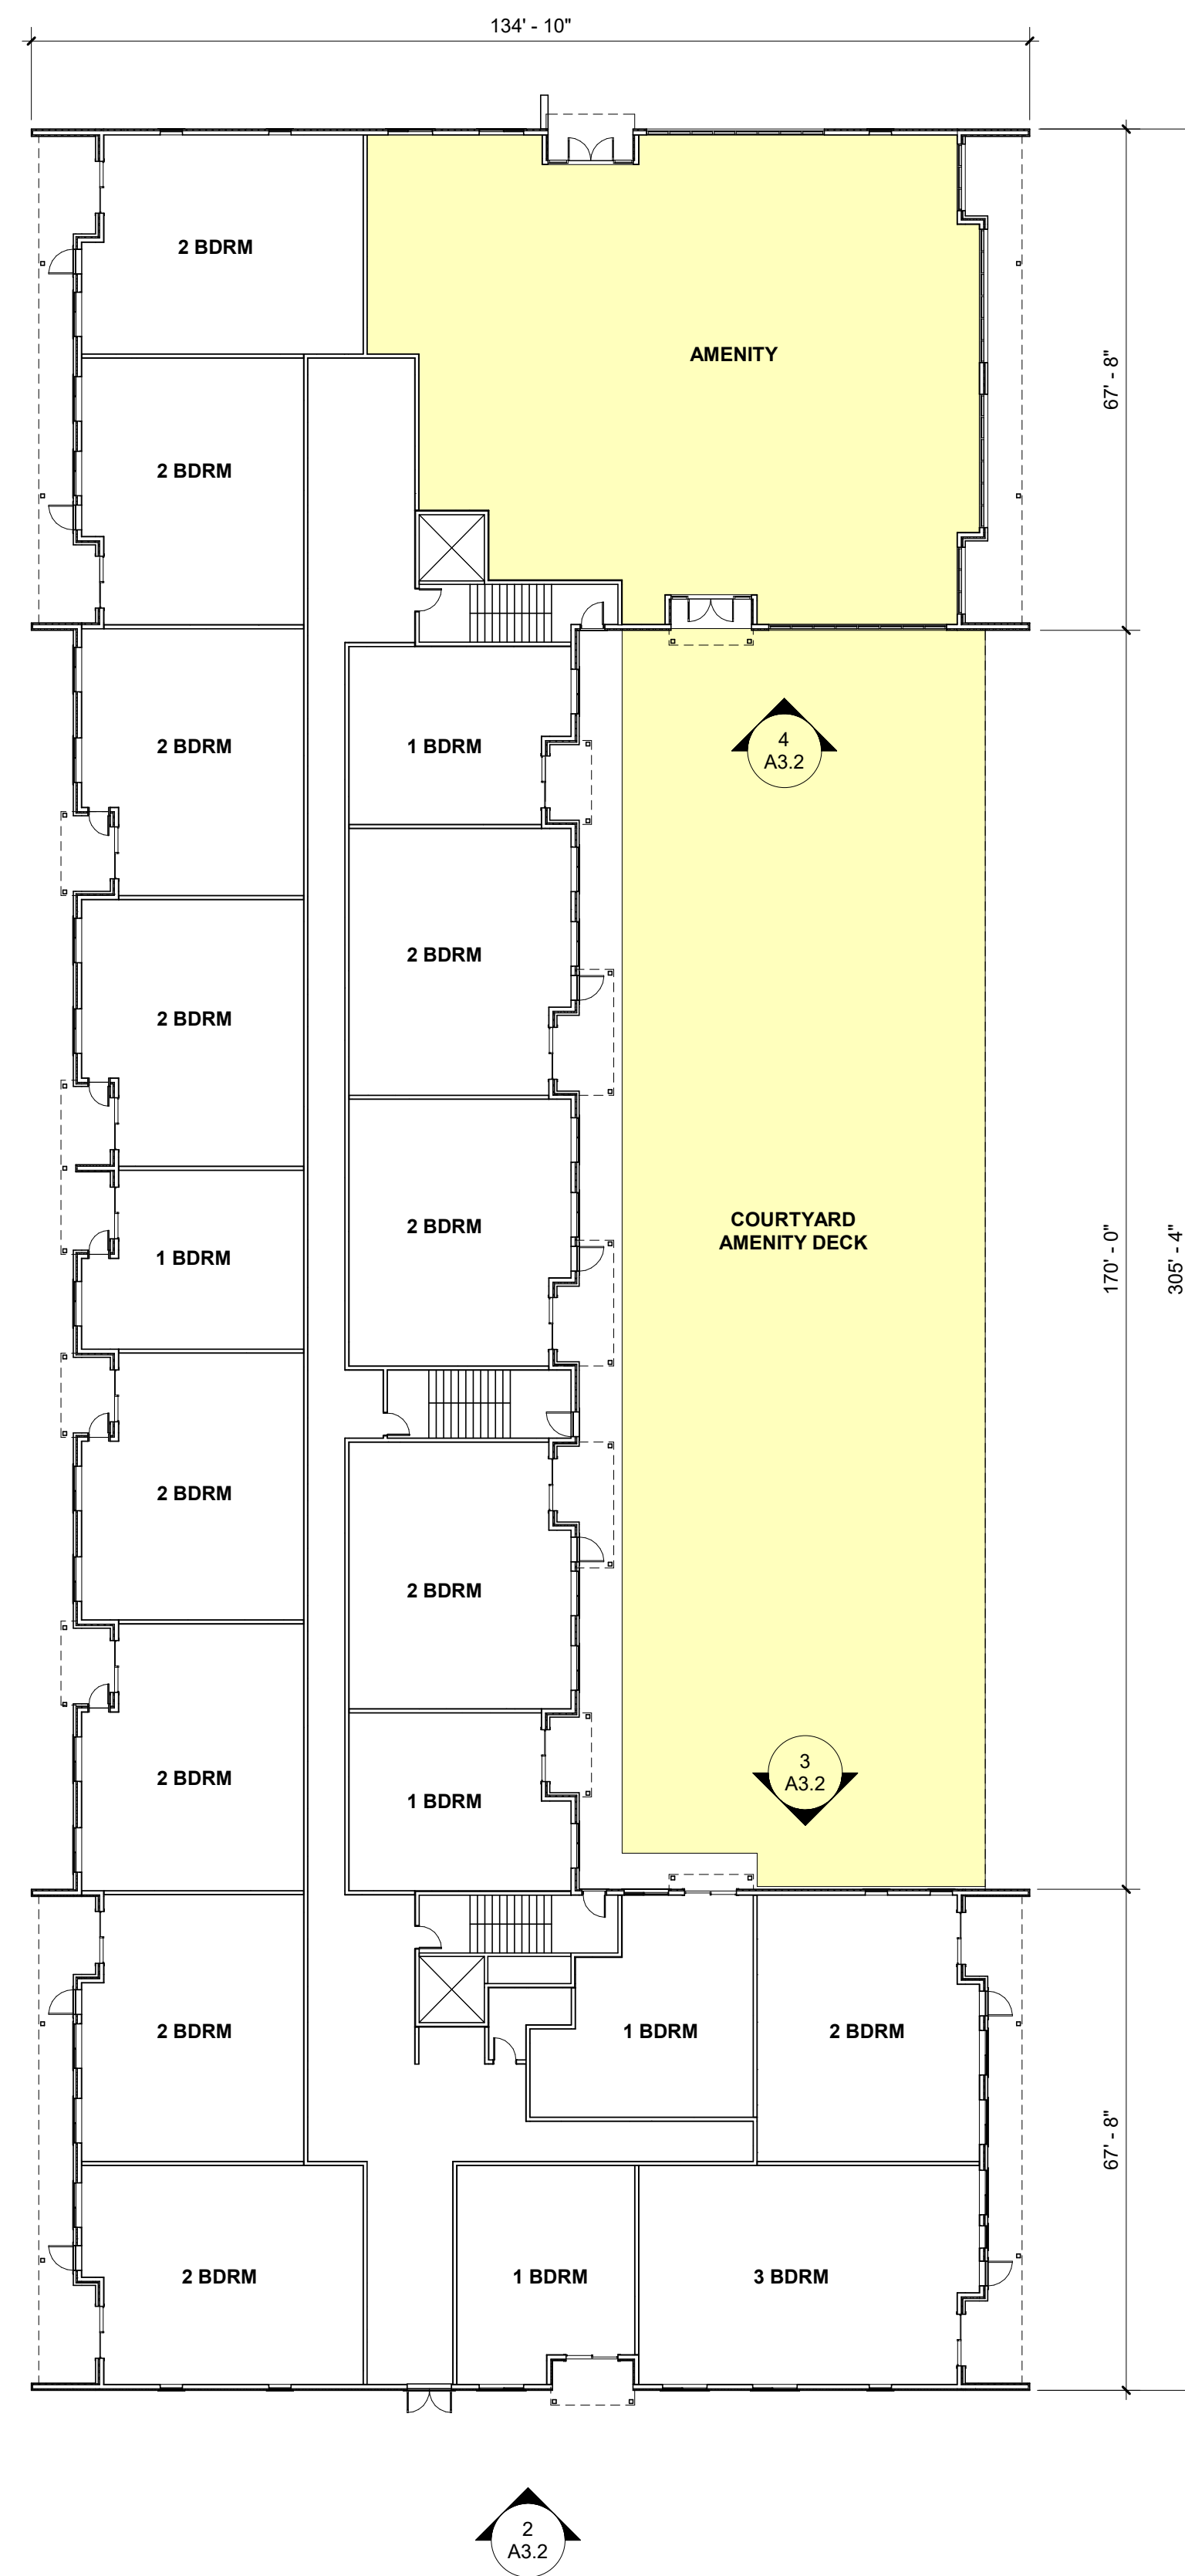 134' - 10"
2 BDRM
AMENITY
67' - 8"
2 BDRM
2 BDRM
1 BDRM
4
A3.2
2 BDRM
2 BDRM
COURTYARD
AMENITY DECK
2 BDRM
1 BDRM
170' - 0"
305' - 4"
2 BDRM
2 BDRM
2 BDRM
1 BDRM
3
A3.2
2 BDRM
1 BDRM
2 BDRM
67' - 8"
2 BDRM
1 BDRM
3 BDRM
2
A3.2